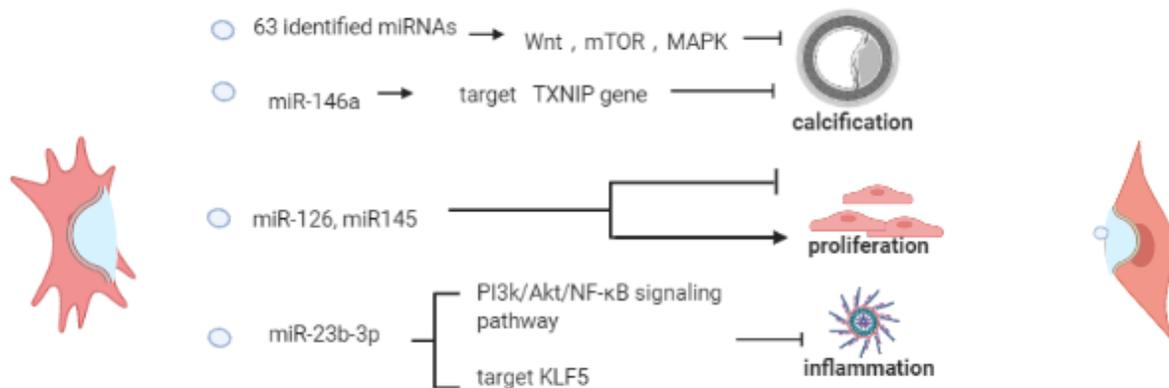 63 identified miRNAs
Wnt , mTOR , MAPK
miR-146a
target TXNIP gene
calcification
miR-126, miR145
proliferation
PI3k/Akt/NF-κB signaling
pathway
miR-23b-3p
target KLF5
inflammation